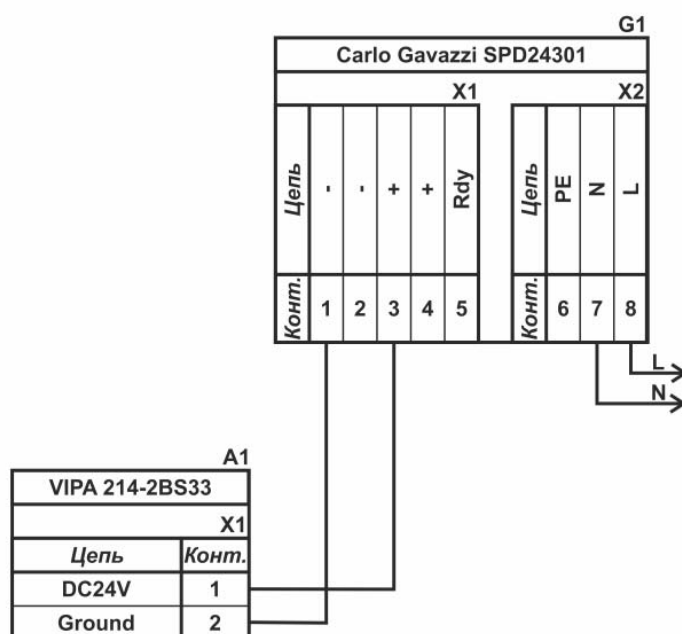 G1
Carlo Gavazzi SPD24301
X1 X2
Цепь - - + + Rdy Цепь PE N L
Конт. 1 2 3 4 5 Конт. 6 7 8
L
N
A1
VIPA 214-2BS33
X1
Цепь Конт.
DC24V 1
Ground 2